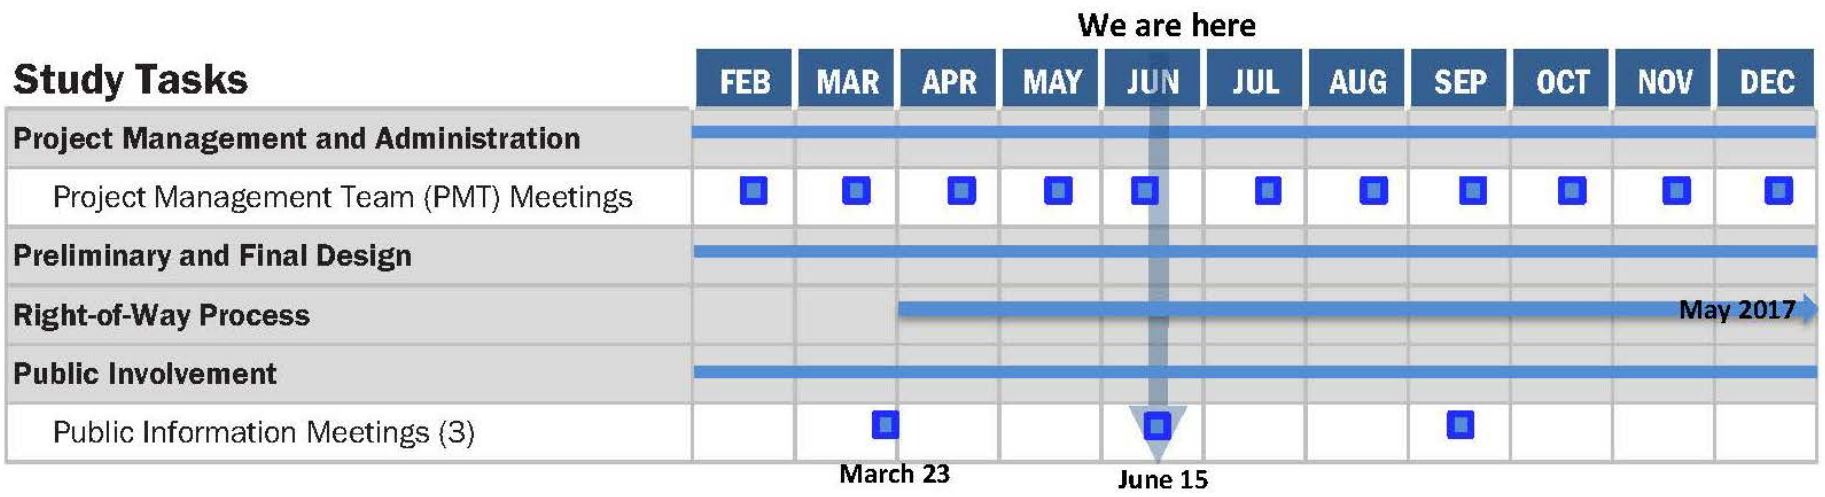 We are here
Study Tasks FEB MAR APR MAY JUN JUL AUG SEP OCT NOV DEC
Project Management and Administration
Project Management Team (PMT) Meetings
Preliminary and Final Design
Right-of-Way Process May 2017
Public Involvement
Public Information Meetings (3)
March 23 June 15